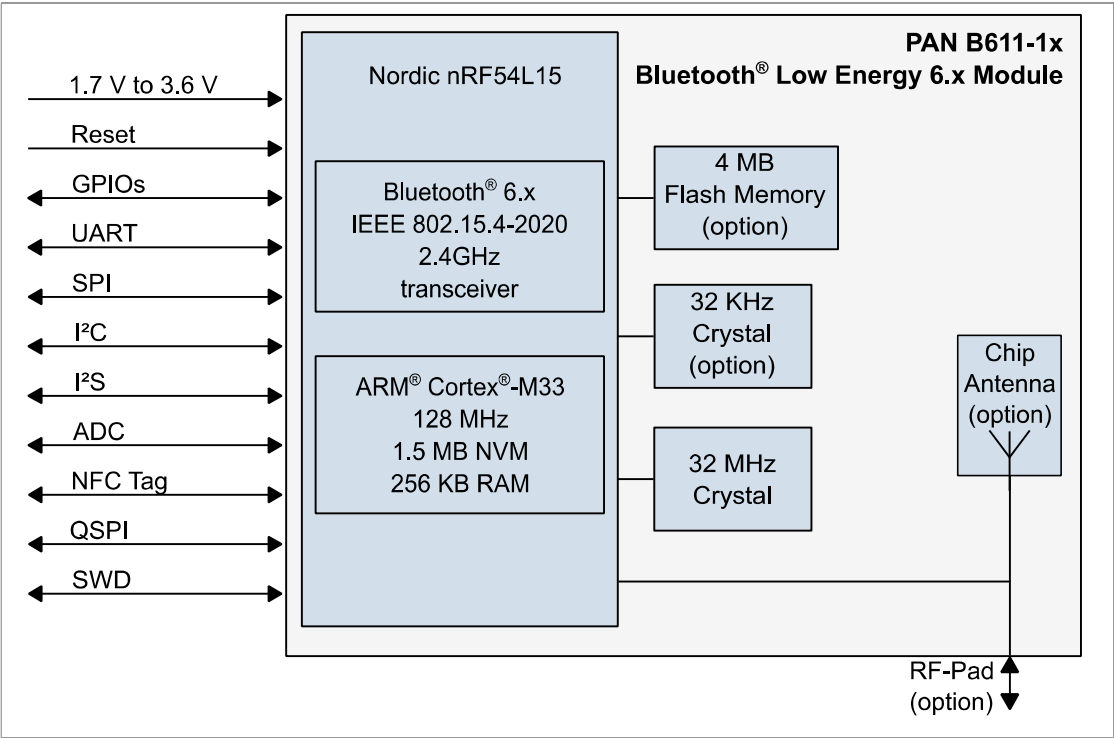 PAN B611-1x
Bluetooth® Low Energy 6.x Module
Nordic nRF54L15
1.7 V to 3.6 V
Reset
GPIOs
UART
SPI
I²C
I²S
ADC
NFC Tag
QSPI
SWD
Bluetooth® 6.x
IEEE 802.15.4-2020
2.4GHz
transceiver
ARM® Cortex®-M33
128 MHz
1.5 MB NVM
256 KB RAM
4 MB
Flash Memory
(option)
32 KHz
Crystal
(option)
32 MHz
Crystal
Chip
Antenna
(option)
RF-Pad
(option)